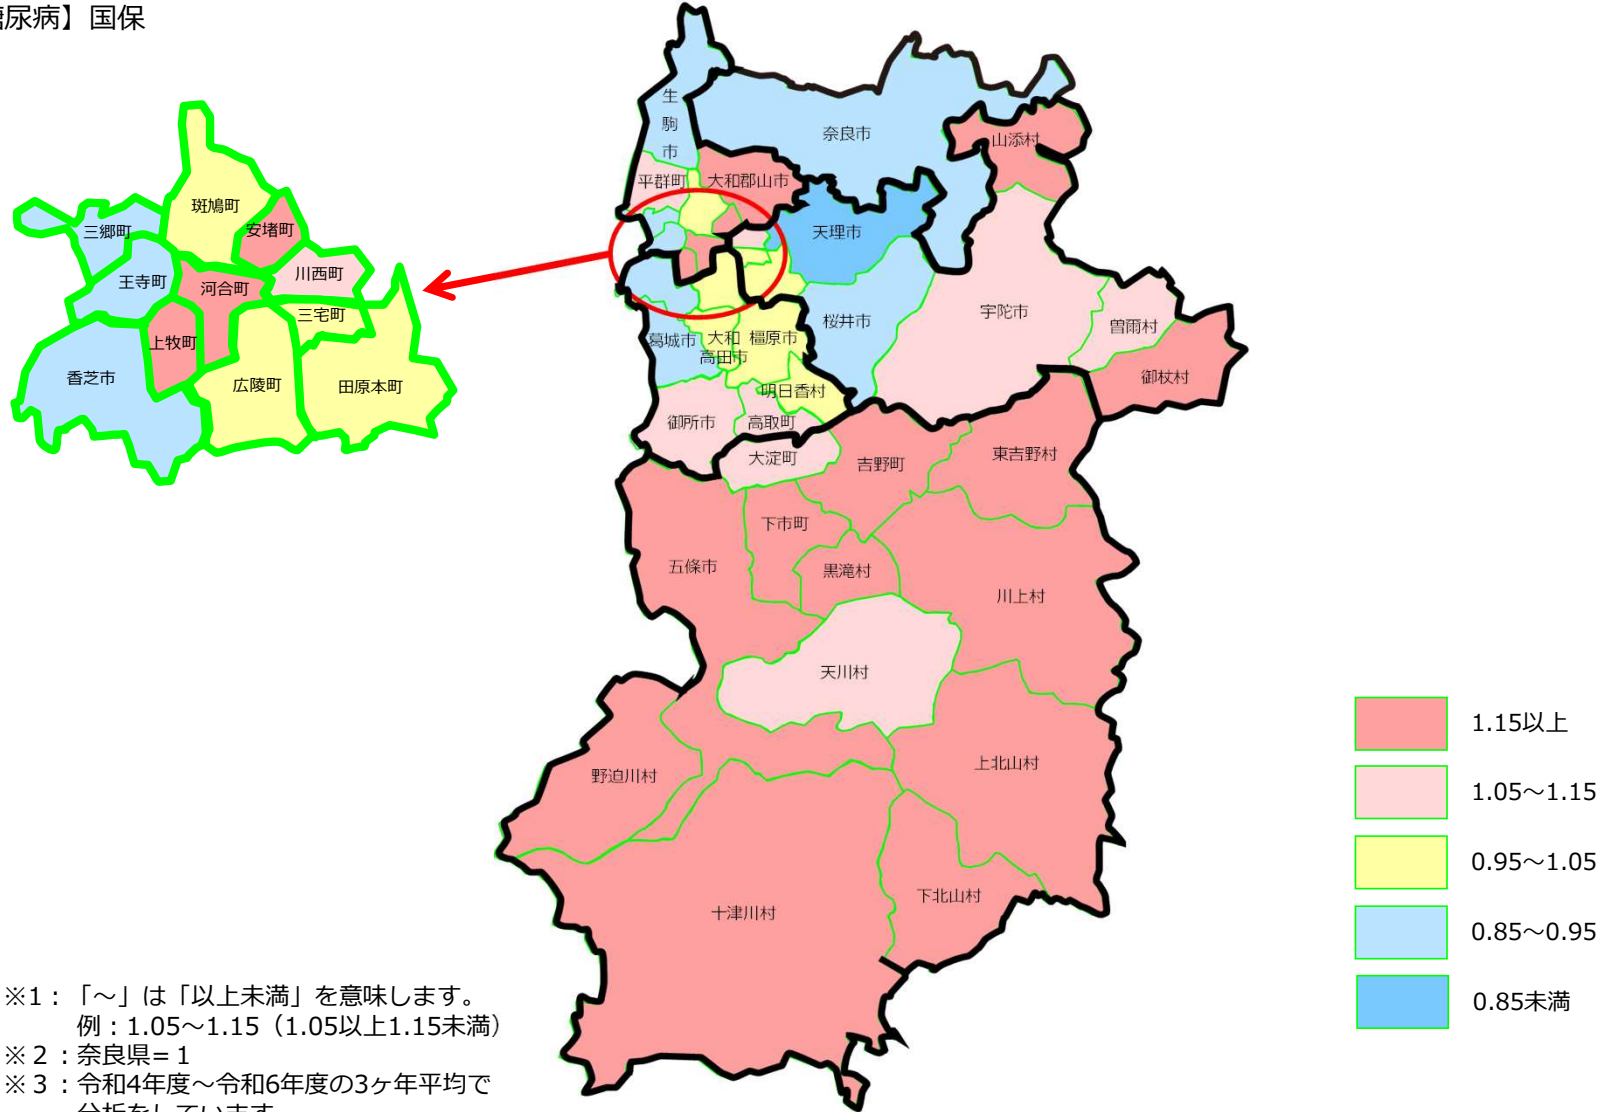 尿病】国保
生
駒
市
奈良市
山添村
平群町
大和郡山市
天理市
斑鳩町
安堵町
三郷町
川西町
王寺町
河合町
三宅町
上牧町
香芝市
広陵町
田原本町
葛城市
大和
高田市
橿原市
桜井市
宇陀市
曽爾村
御杖村
明日香村
御所市
高取町
大淀町
吉野町
東吉野村
下市町
五條市
黒滝村
川上村
天川村
野迫川村
上北山村
十津川村
下北山村
1.15以上
1.05～1.15
0.95～1.05
0.85～0.95
0.85未満
※1：「～」は「以上未満」を意味します。
例：1.05～1.15（1.05以上1.15未満）
※２：奈良県＝１
※３：令和4年度～令和6年度の3ヶ年平均で
分析をしています